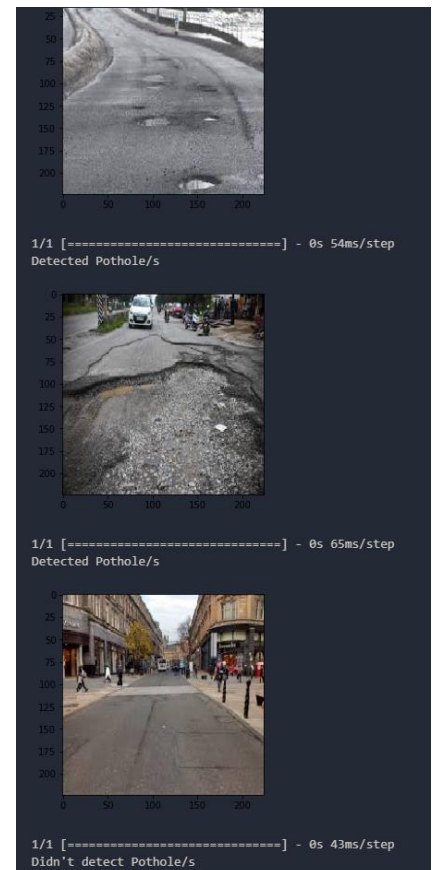 25
50
75
100
125
150
175
200
0 50 100 150 200
1/1 [==============================] - 0s 54ms/step
Detected Pothole/s
0
25
50
75
100
125
150
175
200
0 50 100 150 200
1/1 [==============================] - 0s 65ms/step
Detected Pothole/s
0
25
50
75
100
125
150
175
200
0 50 100 150 200
1/1 [==============================] - 0s 43ms/step
Didn't detect Pothole/s